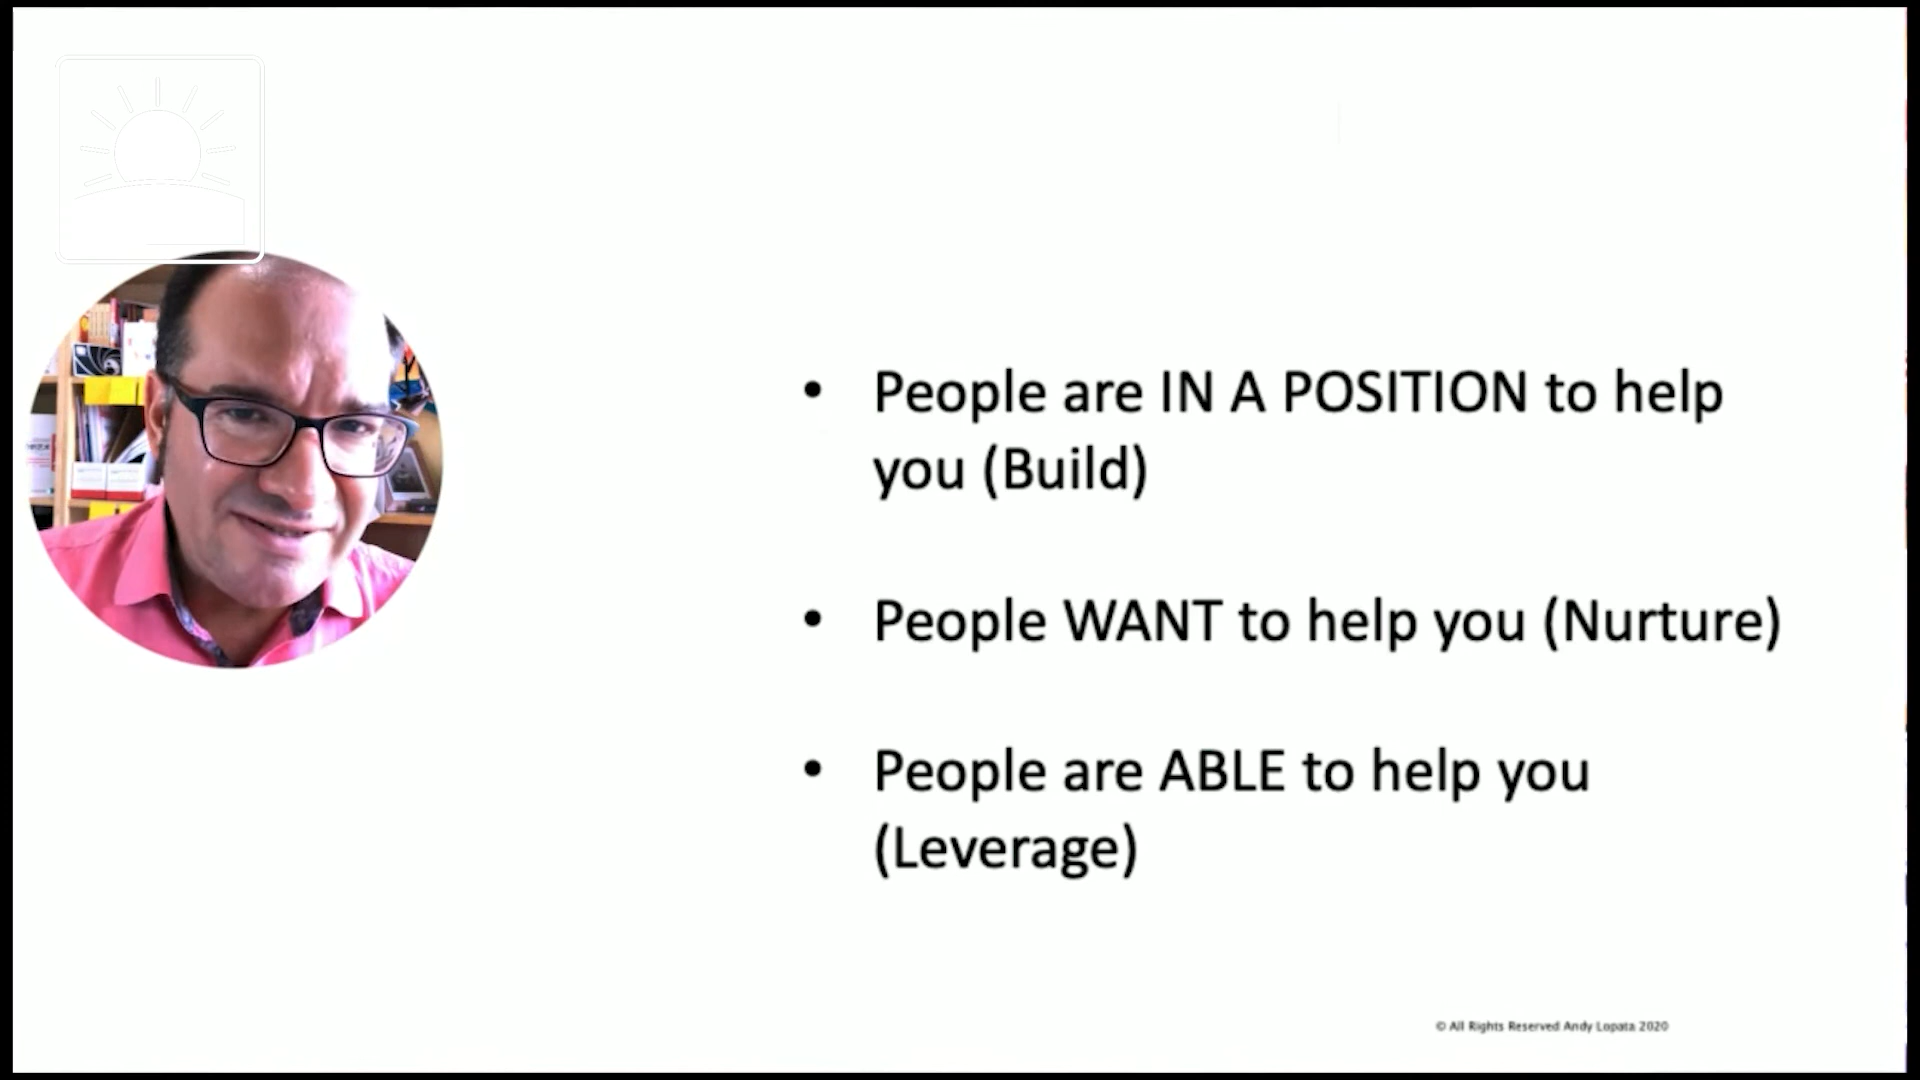 • People are IN A POSITION to help
you (Build)
• People WANT to help you (Nurture)
• People are ABLE to help you
(Leverage)
© All Rights Reserved Andy Lopata 2020